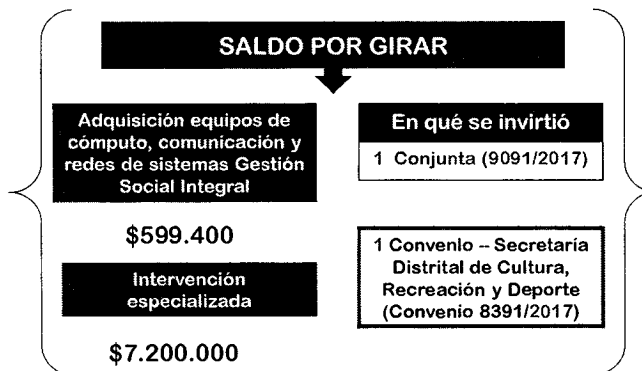 SALDO POR GIRAR
Adquisición equipos de
cómputo, comunicación y
redes de sistemas Gestión
Social Integral
$599.400
Intervención
especializada
$7.200.000
En qué se invirtió
1 Conjunta (9091/2017)
1 Convenio – Secretaría
Distrital de Cultura,
Recreación y Deporte
(Convenio 8391/2017)